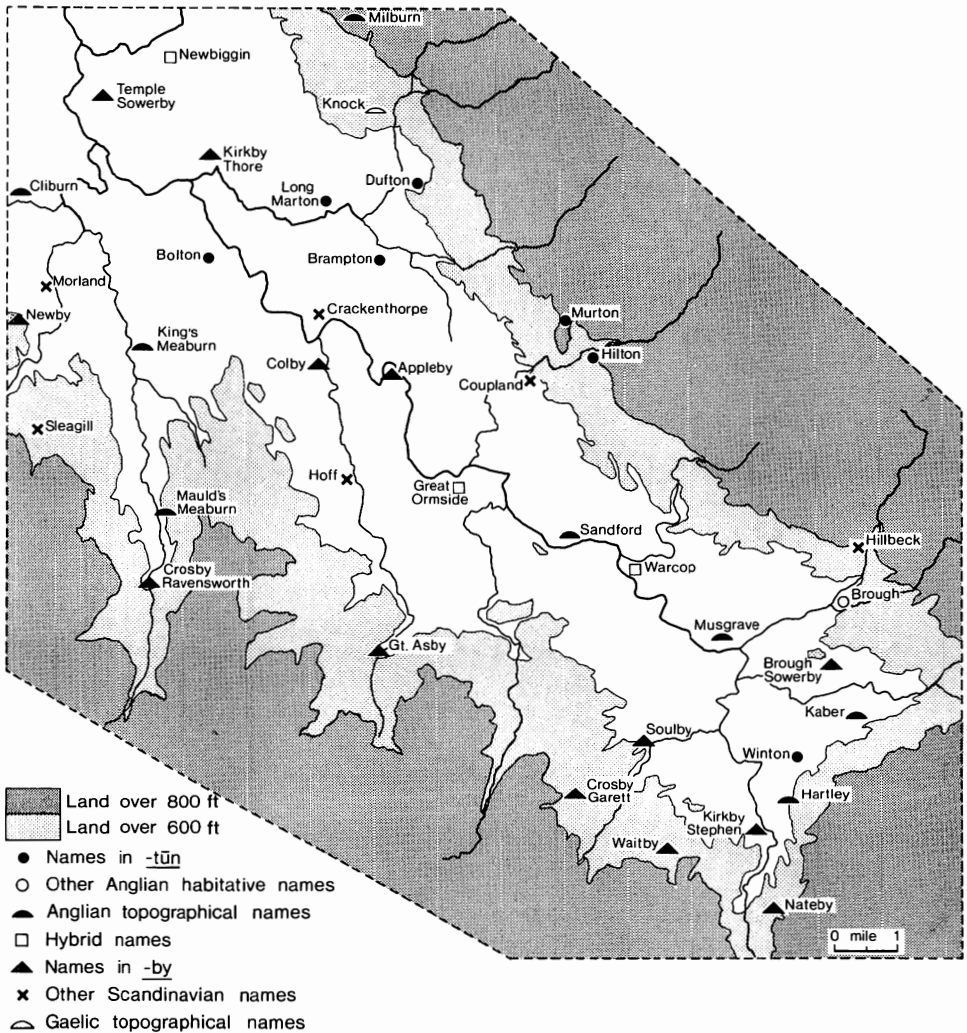 Milburn
Newbiggin
Temple
Sowerby
Knock
Kirkby
Thore
Dufton
Cliburn
Long
Marton
Bolton
Brampton
Morland
Newby
Crackenthorpe
Murton
King's
Meaburn
Hilton
Colby
Appleby
Coupland
Sleagill
Hoff
Great
Ormside
Mauld's
Meaburn
Sandford
Hillbeck
Crosby
Ravensworth
Warcop
Brough
Musgrave
Gt. Asby
Brough
Sowerby
Kaber
Soulby
Winton
Crosby
Garett
Hartley
Kirkby
Stephen
Waitby
Nateby
0 mile 1
Land over 800 ft
Land over 600 ft
Names in -tūn
Other Anglian habitative names
Anglian topographical names
Hybrid names
Names in -by
Other Scandinavian names
Gaelic topographical names